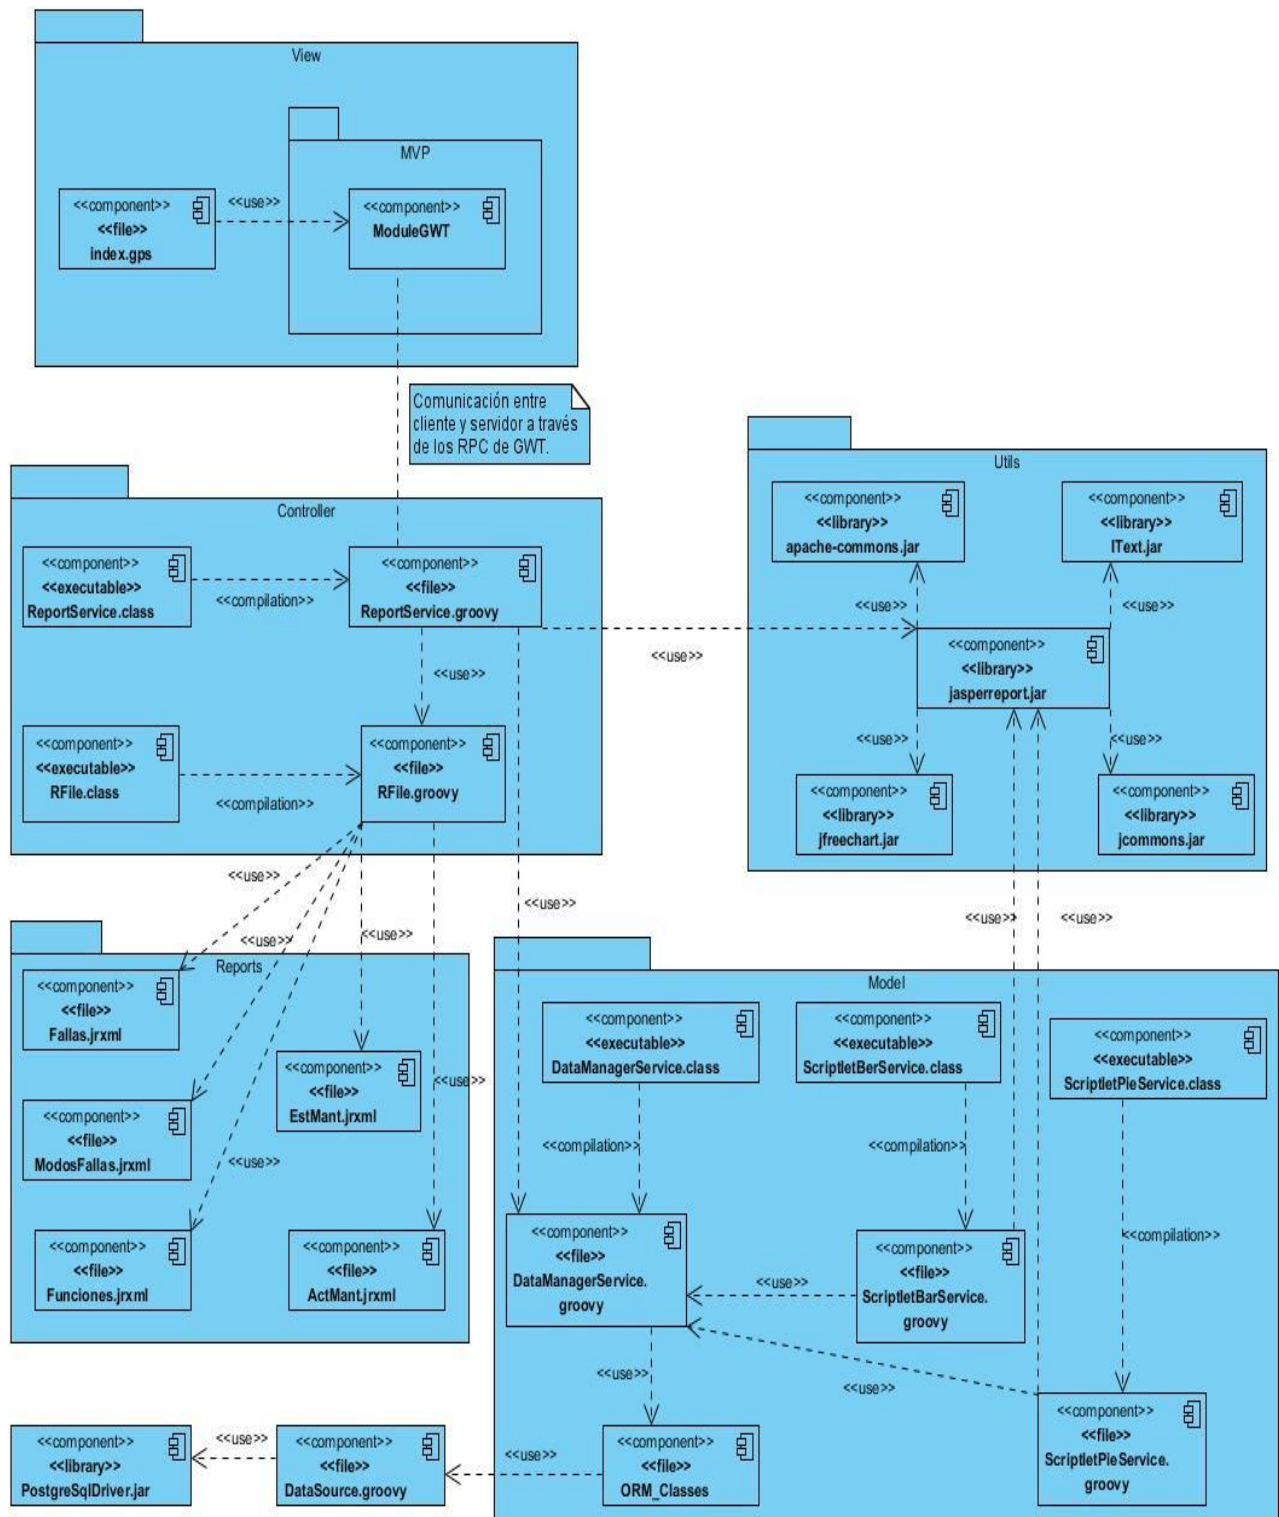 View
MVP
<<component>>
<<file>>
index.gps
<<use>>
<<component>>
ModuleGWT
Comunicación entre
cliente y servidor a través
de los RPC de GWT.
Controller
<<component>>
<<executable>>
ReportService.class
<<compilation>>
<<component>>
<<file>>
ReportService.groovy
<<use>>
<<use>>
<<component>>
<<executable>>
RFile.class
<<compilation>>
<<component>>
<<file>>
RFile.groovy
Utils
<<component>>
<<library>>
apache-commons.jar
<<component>>
<<library>>
IText.jar
<<use>>
<<use>>
<<component>>
<<library>>
jasperreport.jar
<<use>>
<<use>>
<<component>>
<<library>>
jfreechart.jar
<<component>>
<<library>>
jcommons.jar
<<use>>
<<use>>
<<use>>
<<use>>
<<use>>
<<use>>
Reports
<<component>>
<<file>>
Fallas.jrxml
<<component>>
<<file>>
EstMant.jrxml
<<use>>
<<component>>
<<file>>
ModosFallas.jrxml
<<use>>
<<component>>
<<file>>
Funciones.jrxml
<<component>>
<<file>>
ActMant.jrxml
Model
<<component>>
<<executable>>
DataManagerService.class
<<component>>
<<executable>>
ScriptletBerService.class
<<component>>
<<executable>>
ScriptletPieService.class
<<compilation>>
<<compilation>>
<<compilation>>
<<component>>
<<file>>
DataManagerService.
groovy
<<use>>
<<component>>
<<file>>
ScriptletBarService.
groovy
<<use>>
<<use>>
<<component>>
<<file>>
ScriptletPieService.
groovy
<<component>>
<<library>>
PostgreSqlDriver.jar
<<use>>
<<component>>
<<file>>
DataSource.groovy
<<use>>
<<component>>
<<file>>
ORM_Classes